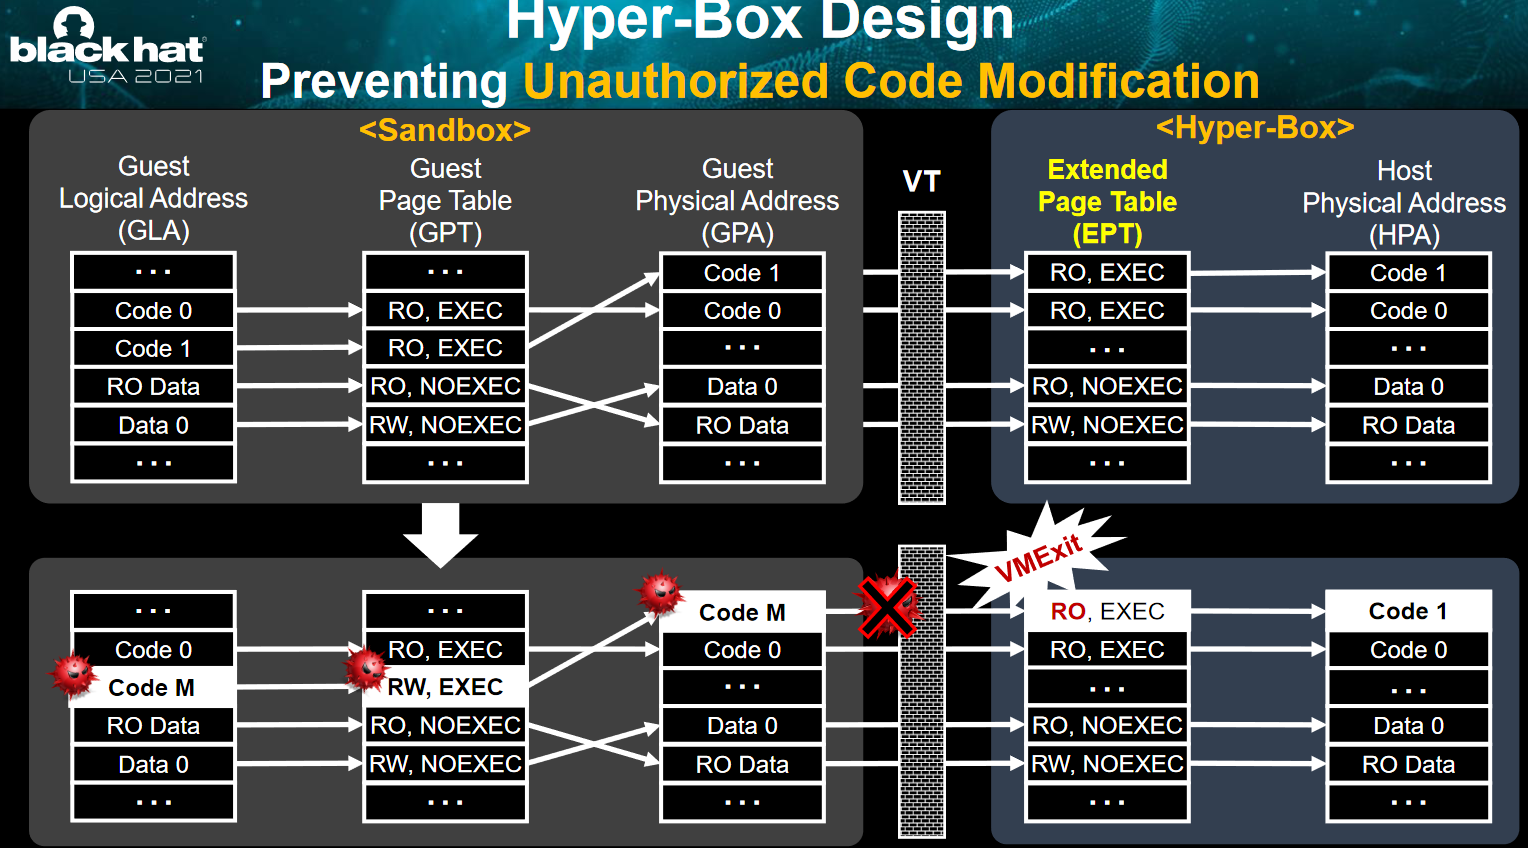 black hat
USA 2021
Hyper-Box Design
Preventing Unauthorized Code Modification
<Sandbox>
Guest
Logical Address
(GLA)
Guest
Page Table
(GPT)
Guest
Physical Address
(GPA)
VT
<Hyper-Box>
Extended
Page Table
(EPT)
Host
Physical Address
(HPA)
...
Code 0
Code 1
RO Data
Data 0
...
...
RO, EXEC
RO, EXEC
RO, NOEXEC
RW, NOEXEC
...
Code 1
Code 0
...
Data 0
RO Data
...
RO, EXEC
RO, EXEC
...
RO, NOEXEC
RW, NOEXEC
...
Code 1
Code 0
...
Data 0
RO Data
...
VMExit
...
Code 0
Code M
RO Data
Data 0
...
...
RO, EXEC
RW, EXEC
RO, NOEXEC
RW, NOEXEC
...
Code M
Code 0
...
Data 0
RO Data
...
RO, EXEC
RO, EXEC
...
RO, NOEXEC
RW, NOEXEC
...
Code 1
Code 0
...
Data 0
RO Data
...